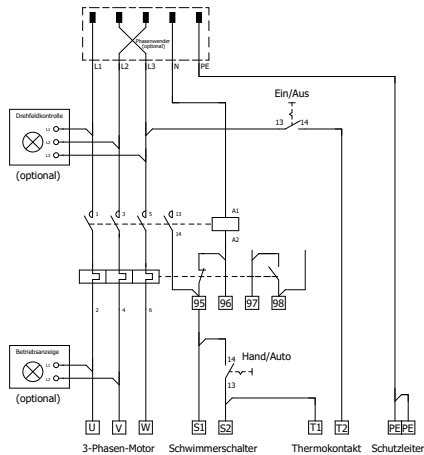 Phasenwender
(optional)
L1 L2 L3 N PE
Ein/Aus
13 14
Drehfeldkontrolle
L1
L2
L3
(optional)
1 3 5 13
14
A1
A2
95 96 97 98
2 4 6
Betriebsanzeige
L1
L2
(optional)
14
Hand/Auto
13
U V W S1 S2 T1 T2 PE PE
3-Phasen-Motor Schwimmerschalter Thermokontakt Schutzleiter